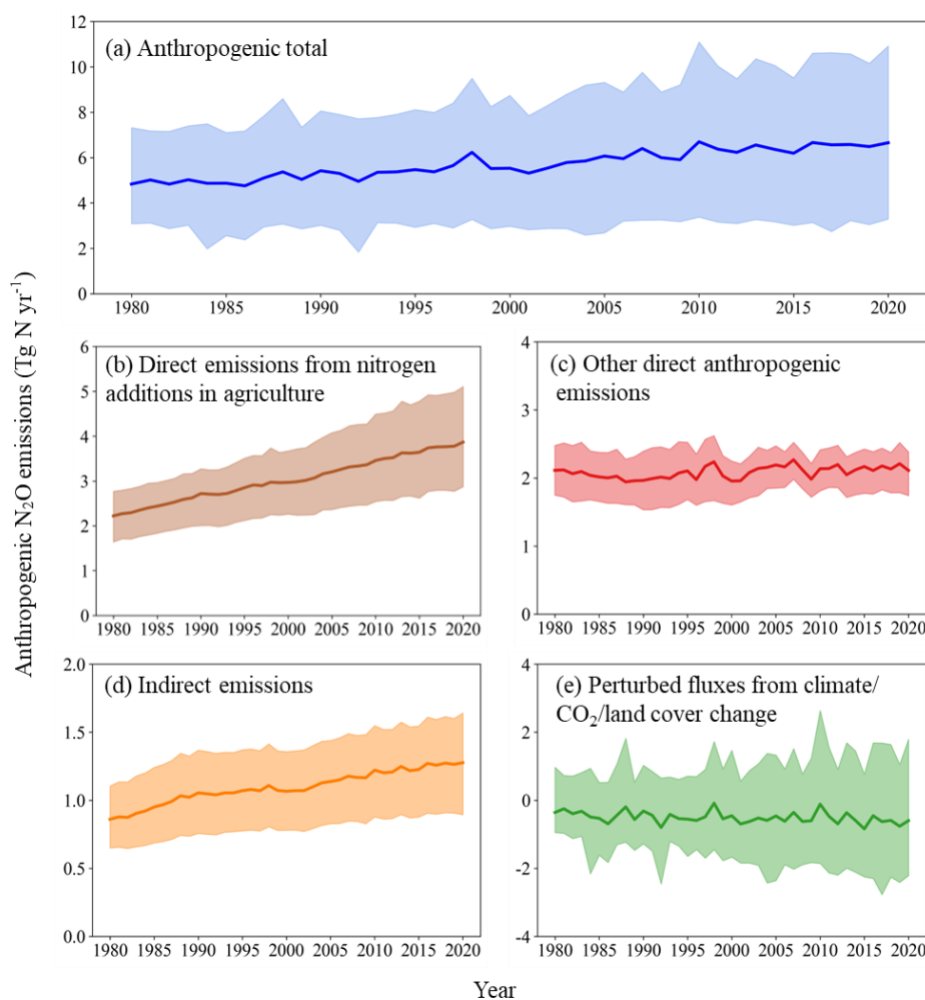 Anthropogenic N₂O emissions (Tg N yr⁻¹)
(a) Anthropogenic total
12
10
8
6
4
2
0
1980 1985 1990 1995 2000 2005 2010 2015 2020
(b) Direct emissions from nitrogen
additions in agriculture
6
5
4
3
2
1
0
1980 1985 1990 1995 2000 2005 2010 2015 2020
(c) Other direct anthropogenic
emissions
4
3
2
1
0
1980 1985 1990 1995 2000 2005 2010 2015 2020
(d) Indirect emissions
2.0
1.5
1.0
0.5
0.0
1980 1985 1990 1995 2000 2005 2010 2015 2020
(e) Perturbed fluxes from climate/
CO₂/land cover change
4
2
0
-2
-4
1980 1985 1990 1995 2000 2005 2010 2015 2020
Year